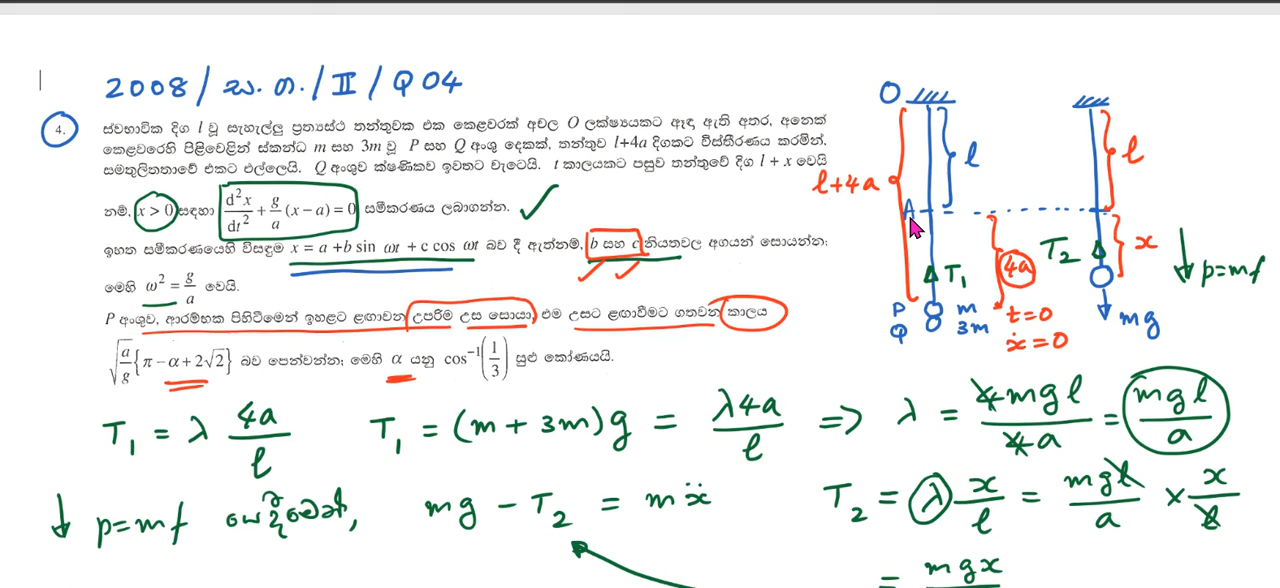 2008/ ස.ග./ II / Q 04
4.
ස්වභාවික දිග l වූ සැහැල්ලු ප්‍රත්‍යස්ථ තන්තුවක එක කෙළවරක් අචල O ලක්ෂ්‍යයකට ඈඳා ඇති අතර, අනෙක්
කෙළවරෙහි පිළිවෙළින් ස්කන්ධ m සහ 3m වූ P සහ Q අංශු දෙකක්, තන්තුව l+4a දිගකට විස්තීරණය කරමින්,
සමතුලිතතාවේ එකට එල්ලෙයි. Q අංශුව ක්ෂණිකව ඉවතට වැටෙයි. t කාලයකට පසුව තන්තුවේ දිග l + x වෙයි
නම්, x > 0 සඳහා d²x/dt² + g/a (x − a) = 0 සමීකරණය ලබාගන්න.
ඉහත සමීකරණයෙහි විසඳුම x = a +b sin ωt + c cos ωt බව දී ඇත්නම්, b සහ c නියතවල අගයන් සොයන්න;
මෙහි ω² = g/a වෙයි.
P අංශුව, ආරම්භක පිහිටීමෙන් ඉහළට ළඟාවන උපරිම උස සොයා, එම උසට ළඟාවීමට ගතවන කාලය
√(a/g) {π − α + 2√2} බව පෙන්වන්න; මෙහි α යනු cos⁻¹(1/3) සුළු කෝණයයි.
O
l
l
l+4a
A
x
4a
T₁
T₂
P m
Q 3m
t=0
ẋ = 0
mg
↓ p=mf
T₁ = λ 4a/l
T₁ = (m + 3m)g = λ4a/l ⇒ λ = 4mgl/4a = mgl/a
↓ p=mf යෙදීමෙන්, mg − T₂ = mẍ
T₂ = λ x/l = mgl/a × x/l
= mgx